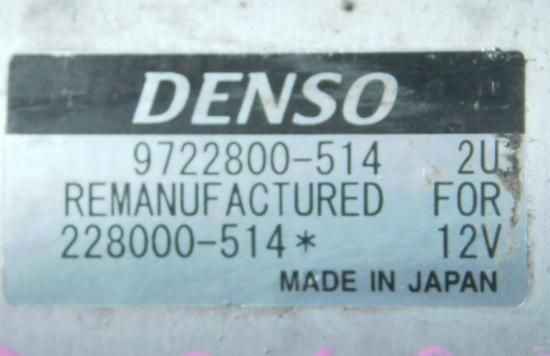 DENSO
9722800-514 2U
REMANUFACTURED FOR
228000-514* 12V
MADE IN JAPAN